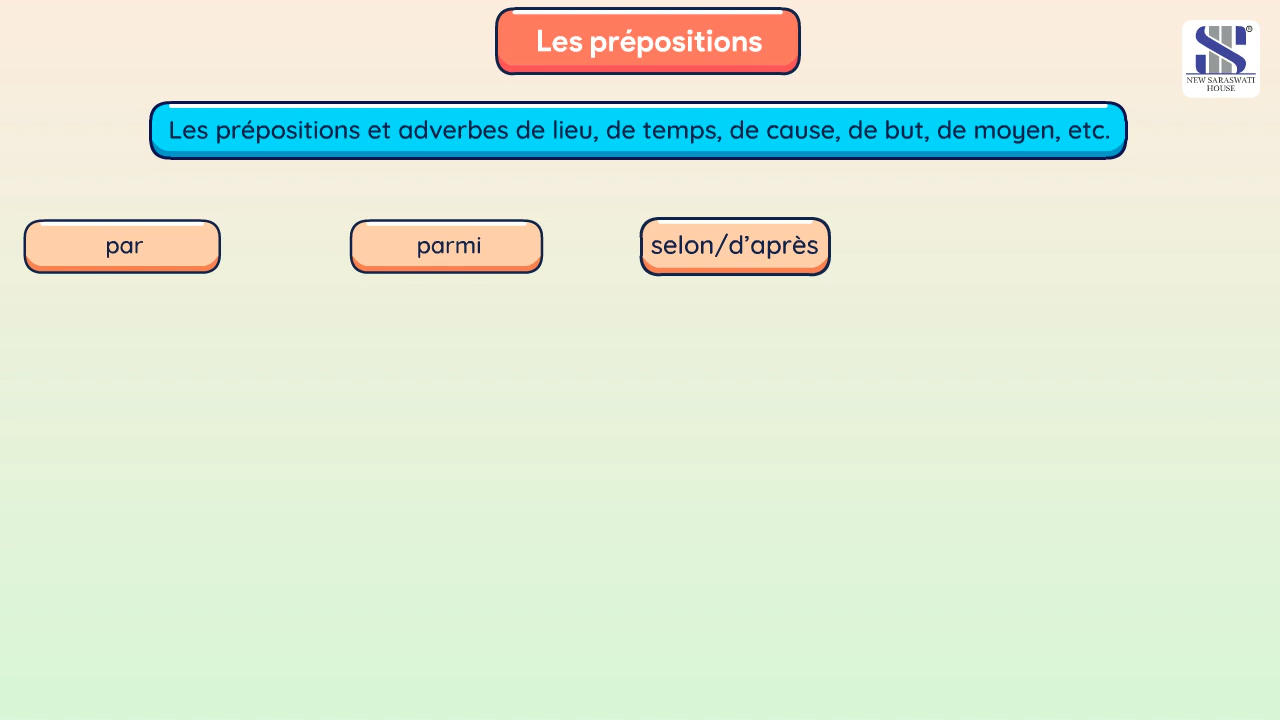 Les prépositions
NEW SARASWATI
HOUSE
Les prépositions et adverbes de lieu, de temps, de cause, de but, de moyen, etc.
par
parmi
selon/d’après